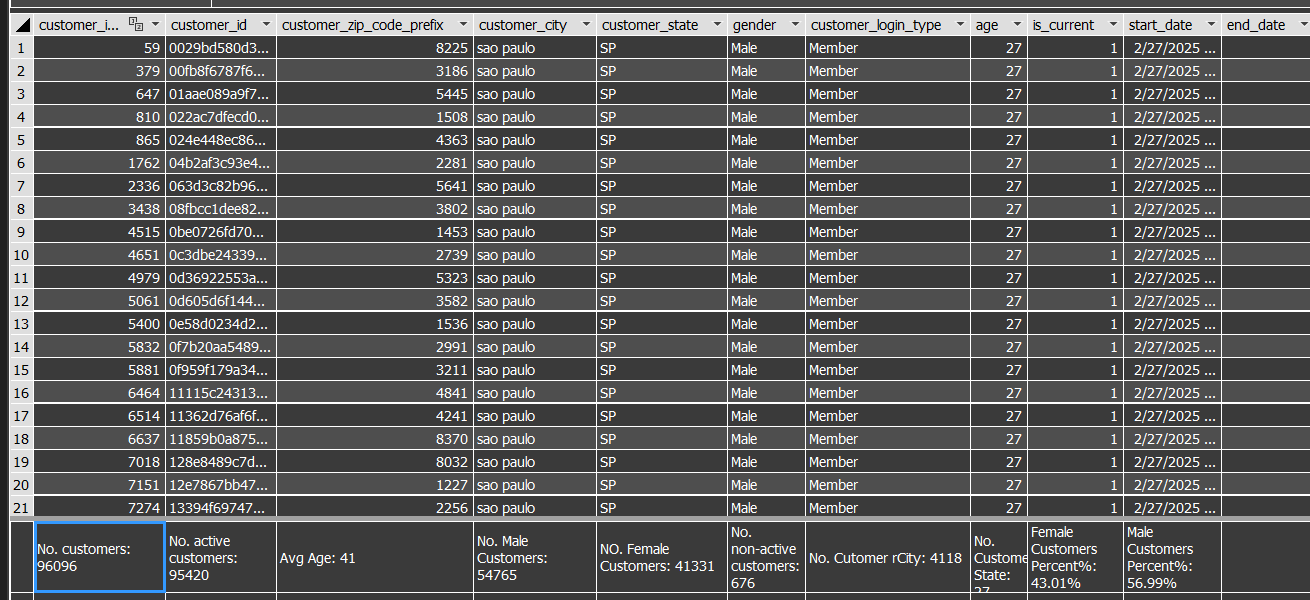 customer_i... customer_id customer_zip_code_prefix customer_city customer_state gender customer_login_type age is_current start_date end_date
1 59 0029bd580d3... 8225 sao paulo SP Male Member 27 1 2/27/2025 ...
2 379 00fb8f6787f6... 3186 sao paulo SP Male Member 27 1 2/27/2025 ...
3 647 01aae089a9f7... 5445 sao paulo SP Male Member 27 1 2/27/2025 ...
4 810 022ac7dfecd0... 1508 sao paulo SP Male Member 27 1 2/27/2025 ...
5 865 024e448ec86... 4363 sao paulo SP Male Member 27 1 2/27/2025 ...
6 1762 04b2af3c93e4... 2281 sao paulo SP Male Member 27 1 2/27/2025 ...
7 2336 063d3c82b96... 5641 sao paulo SP Male Member 27 1 2/27/2025 ...
8 3438 08fbcc1dee82... 3802 sao paulo SP Male Member 27 1 2/27/2025 ...
9 4515 0be0726fd70... 1453 sao paulo SP Male Member 27 1 2/27/2025 ...
10 4651 0c3dbe24339... 2739 sao paulo SP Male Member 27 1 2/27/2025 ...
11 4979 0d36922553a... 5323 sao paulo SP Male Member 27 1 2/27/2025 ...
12 5061 0d605d6f144... 3582 sao paulo SP Male Member 27 1 2/27/2025 ...
13 5400 0e58d0234d2... 1536 sao paulo SP Male Member 27 1 2/27/2025 ...
14 5832 0f7b20aa5489... 2991 sao paulo SP Male Member 27 1 2/27/2025 ...
15 5881 0f959f179a34... 3211 sao paulo SP Male Member 27 1 2/27/2025 ...
16 6464 11115c24313... 4841 sao paulo SP Male Member 27 1 2/27/2025 ...
17 6514 11362d76af6f... 4241 sao paulo SP Male Member 27 1 2/27/2025 ...
18 6637 11859b0a875... 8370 sao paulo SP Male Member 27 1 2/27/2025 ...
19 7018 128e8489c7d... 8032 sao paulo SP Male Member 27 1 2/27/2025 ...
20 7151 12e7867bb47... 1227 sao paulo SP Male Member 27 1 2/27/2025 ...
21 7274 13394f69747... 2256 sao paulo SP Male Member 27 1 2/27/2025 ...
No. customers:
96096
No. active
customers:
95420
Avg Age: 41
No. Male
Customers:
54765
NO. Female
Customers: 41331
No.
non-active
customers:
676
No. Cutomer rCity: 4118
No.
Custome
State:
27
Female
Customers
Percent%:
43.01%
Male
Customers
Percent%:
56.99%